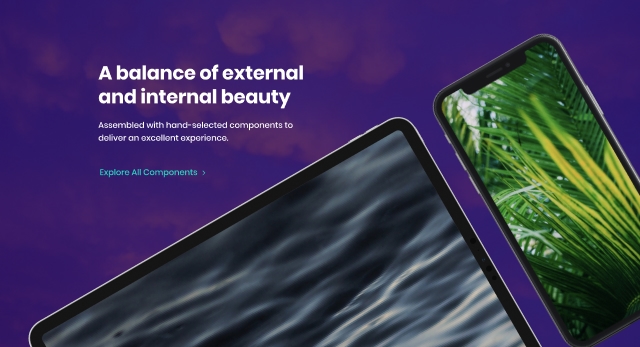 A balance of external
and internal beauty
Assembled with hand-selected components to
deliver an excellent experience.
Explore All Components ›